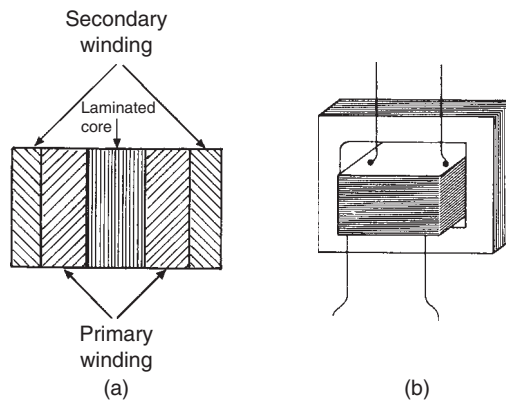 Secondary
winding
Laminated
core
Primary
winding
(a)
(b)